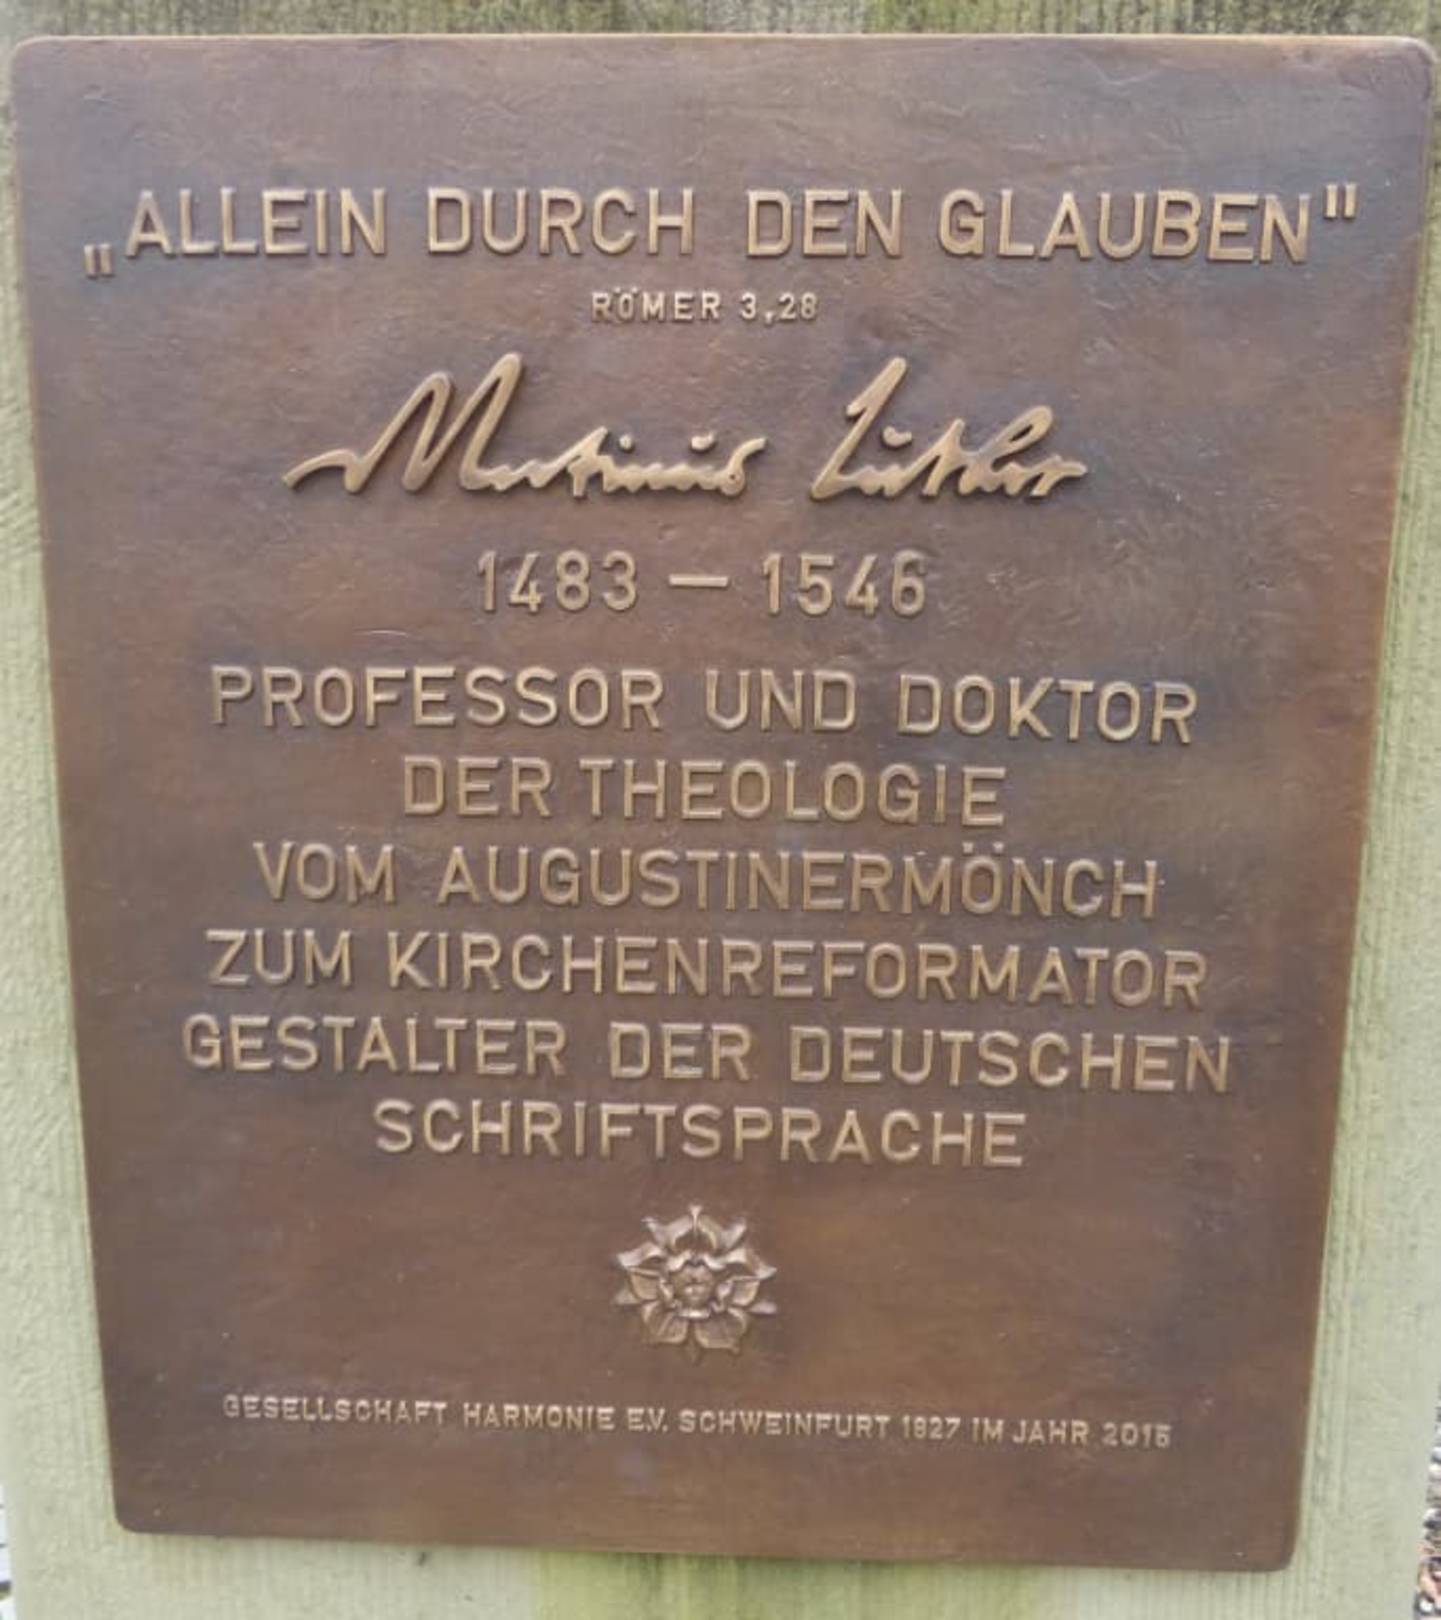 „ALLEIN DURCH DEN GLAUBEN"
RÖMER 3,28
Martinus Luther
1483 – 1546
PROFESSOR UND DOKTOR
DER THEOLOGIE
VOM AUGUSTINERMÖNCH
ZUM KIRCHENREFORMATOR
GESTALTER DER DEUTSCHEN
SCHRIFTSPRACHE
GESELLSCHAFT HARMONIE E.V. SCHWEINFURT 1827 IM JAHR 2015